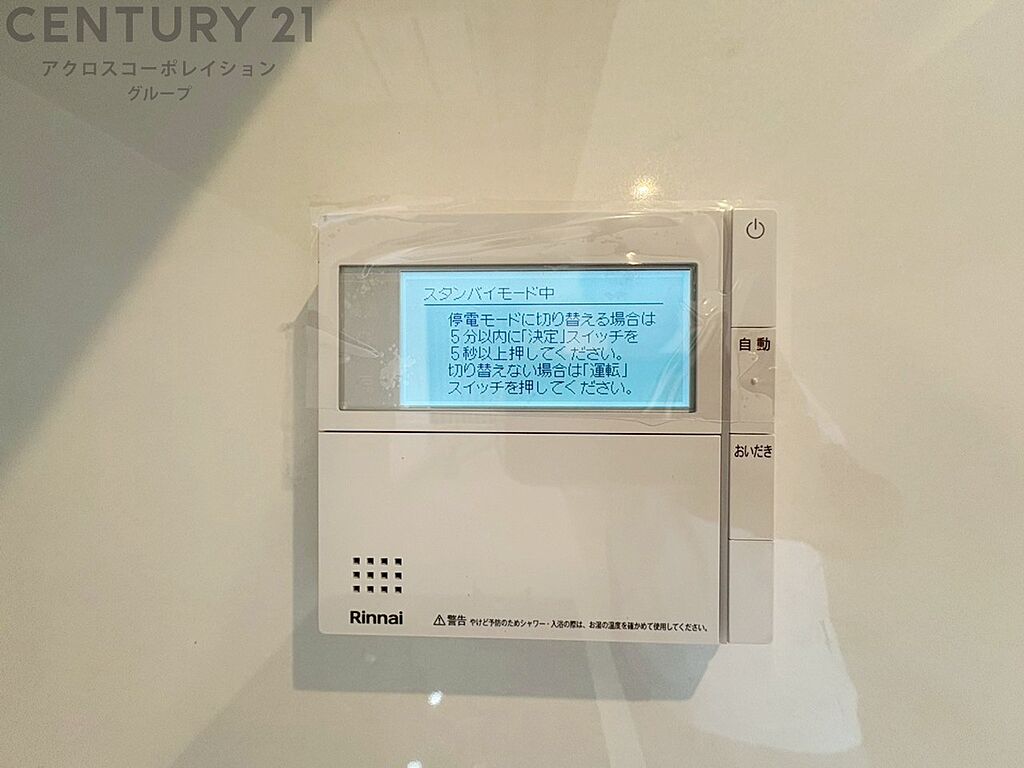 CENTURY 21
アクロスコーポレイション
グループ
スタンバイモード中
停電モードに切り替える場合は
5分以内に「決定」スイッチを
5秒以上押してください。
切り替えない場合は「運転」
スイッチを押してください。
自動
おいだき
Rinnai
⚠警告 やけど予防のためシャワー・入浴の際は、お湯の温度を確かめて使用してください。